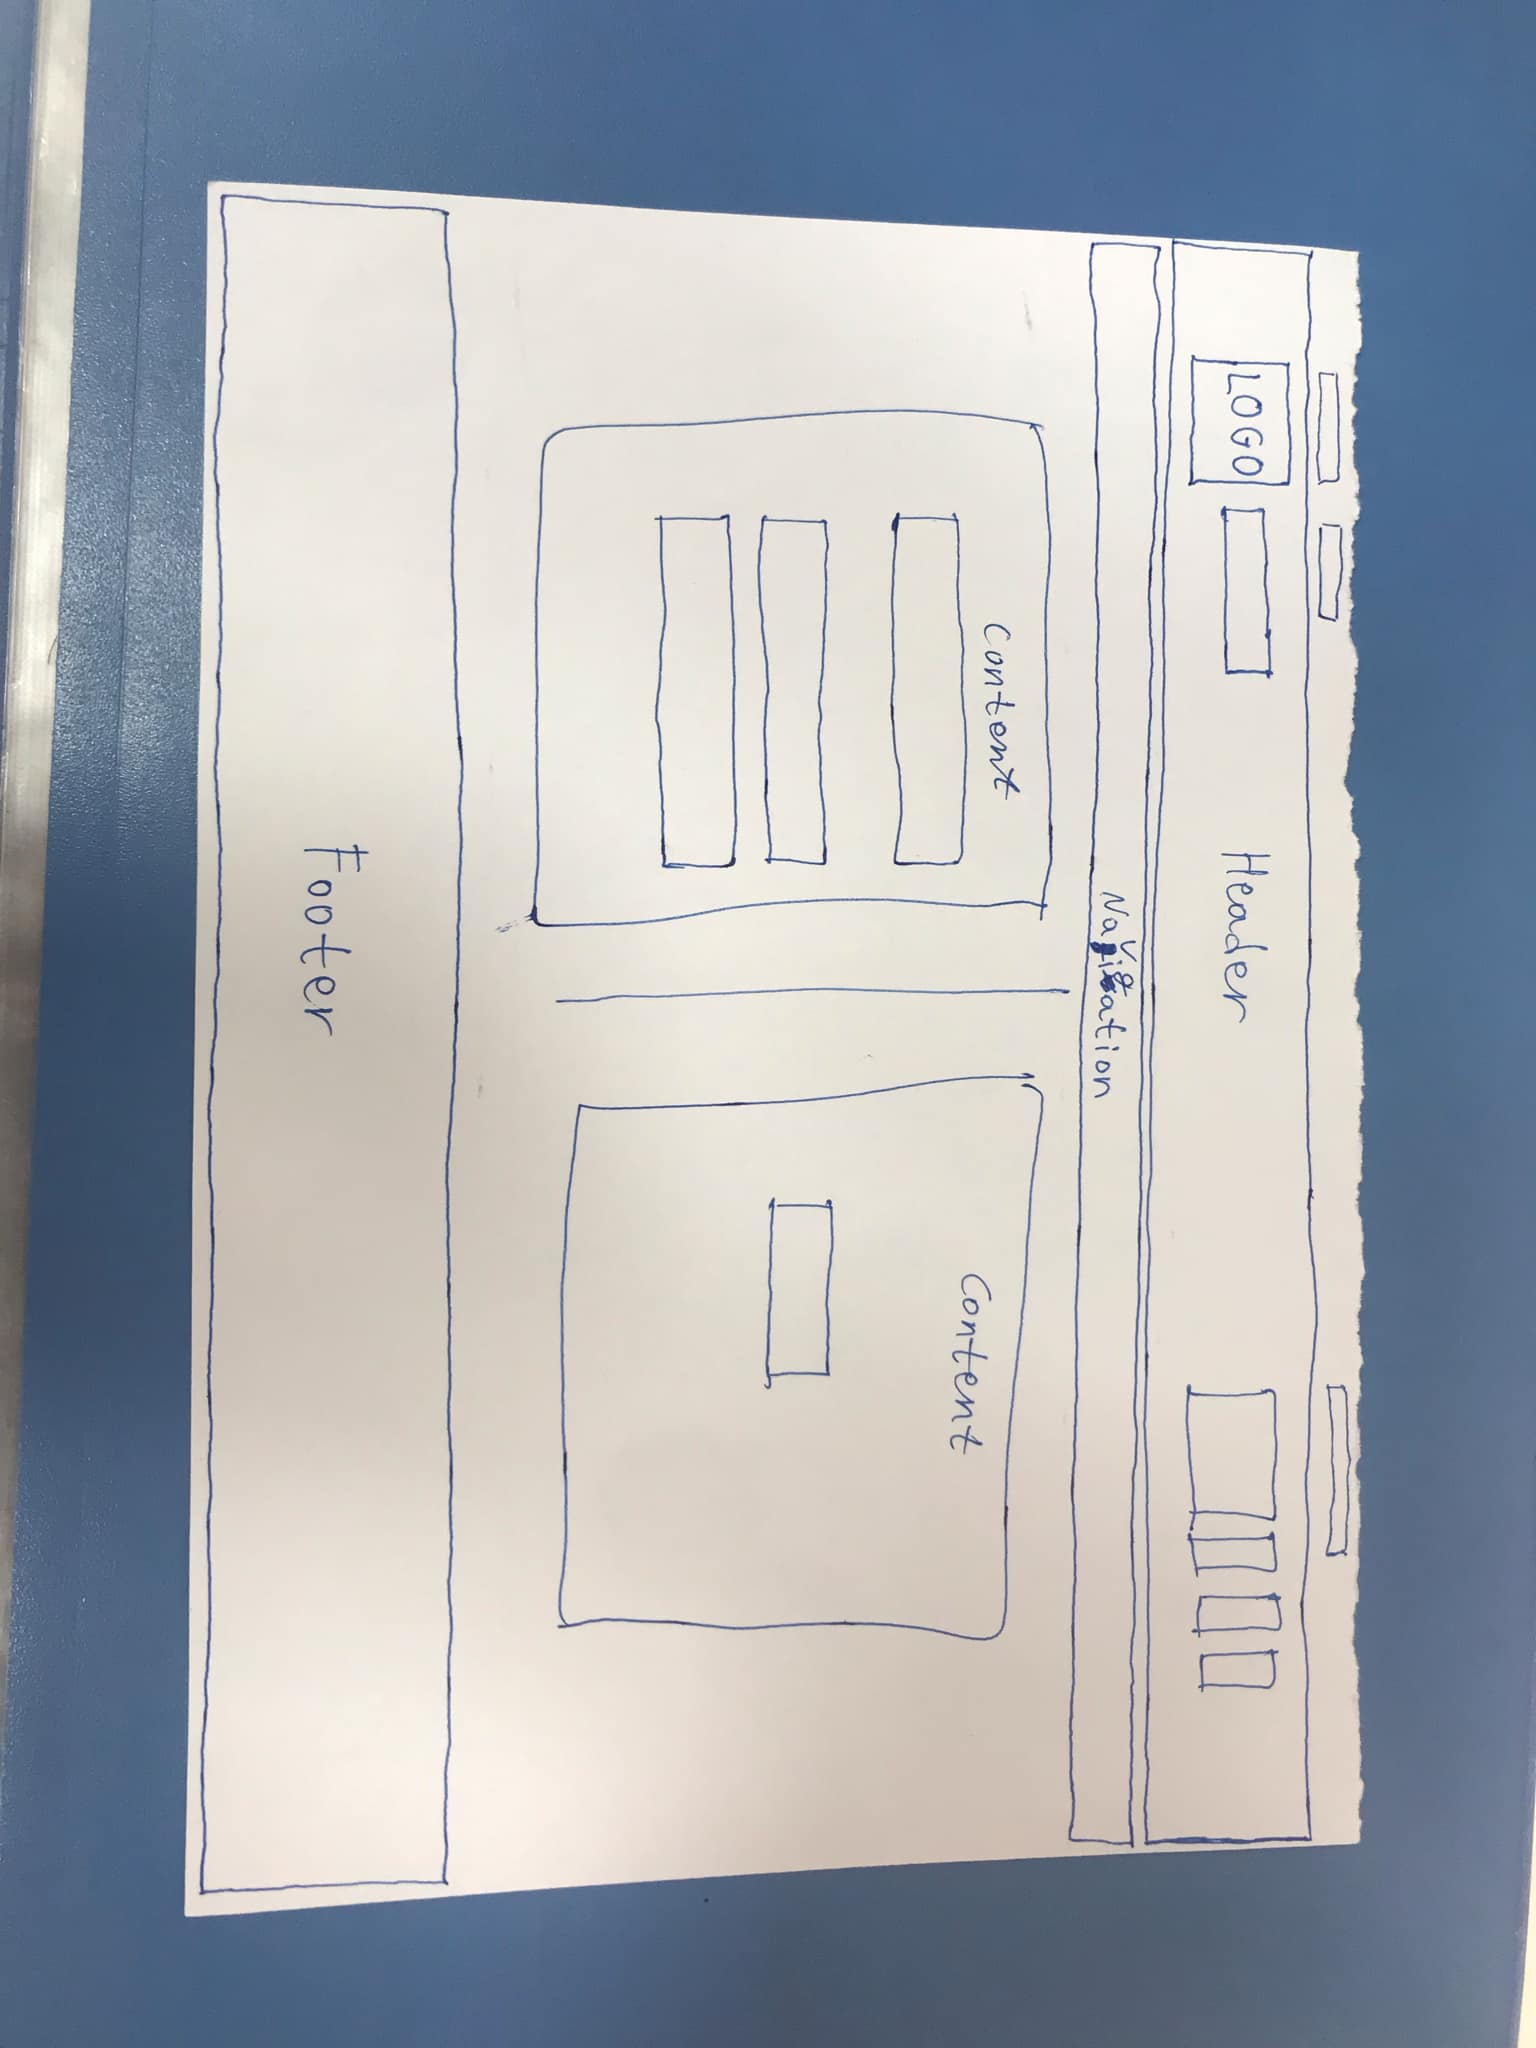 LOGO
Header
Navigation
Content
Content
Footer